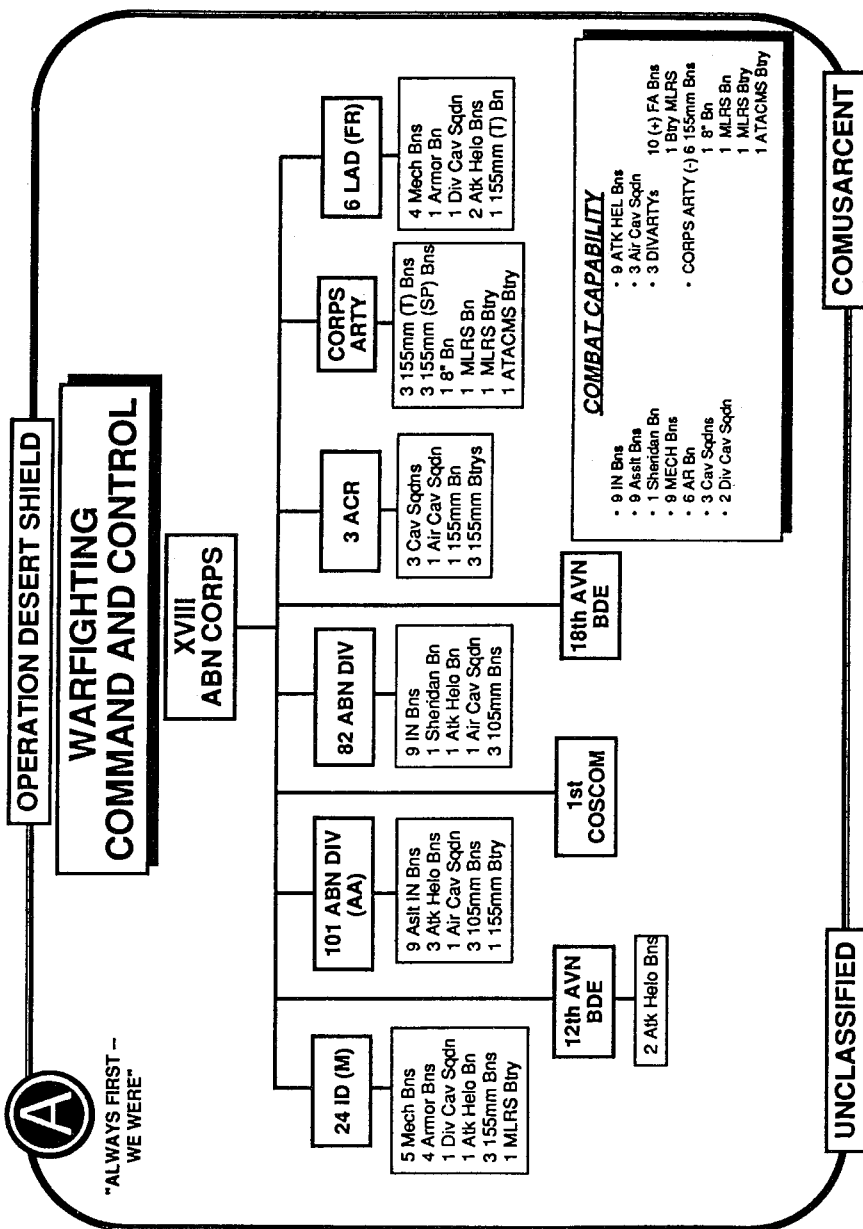 A
"ALWAYS FIRST –
WE WERE"
OPERATION DESERT SHIELD
WARFIGHTING
COMMAND AND CONTROL
XVIII
ABN CORPS
24 ID (M)
5 Mech Bns
4 Armor Bns
1 Div Cav Sqdn
1 Atk Helo Bn
3 155mm Bns
1 MLRS Btry
101 ABN DIV
(AA)
9 Aslt IN Bns
3 Atk Helo Bns
1 Air Cav Sqdn
3 105mm Bns
1 155mm Btry
82 ABN DIV
9 IN Bns
1 Sheridan Bn
1 Atk Helo Bn
1 Air Cav Sqdn
3 105mm Bns
3 ACR
3 Cav Sqdns
1 Air Cav Sqdn
1 155mm Bn
3 155mm Btrys
CORPS
ARTY
3 155mm (T) Bns
3 155mm (SP) Bns
1 8" Bn
1 MLRS Bn
1 MLRS Btry
1 ATACMS Btry
6 LAD (FR)
4 Mech Bns
1 Armor Bn
1 Div Cav Sqdn
2 Atk Helo Bns
1 155mm (T) Bn
12th AVN
BDE
2 Atk Helo Bns
1st
COSCOM
18th AVN
BDE
COMBAT CAPABILITY
• 9 IN Bns
• 9 Asslt Bns
• 1 Sheridan Bn
• 9 MECH Bns
• 6 AR Bn
• 3 Cav Sqdns
• 2 Div Cav Sqdn
• 9 ATK HEL Bns
• 3 Air Cav Sqdn
• 3 DIVARTYs 10 (+) FA Bns
1 Btry MLRS
• CORPS ARTY (-) 6 155mm Bns
1 8" Bn
1 MLRS Bn
1 MLRS Btry
1 ATACMS Btry
UNCLASSIFIED
COMUSARCENT